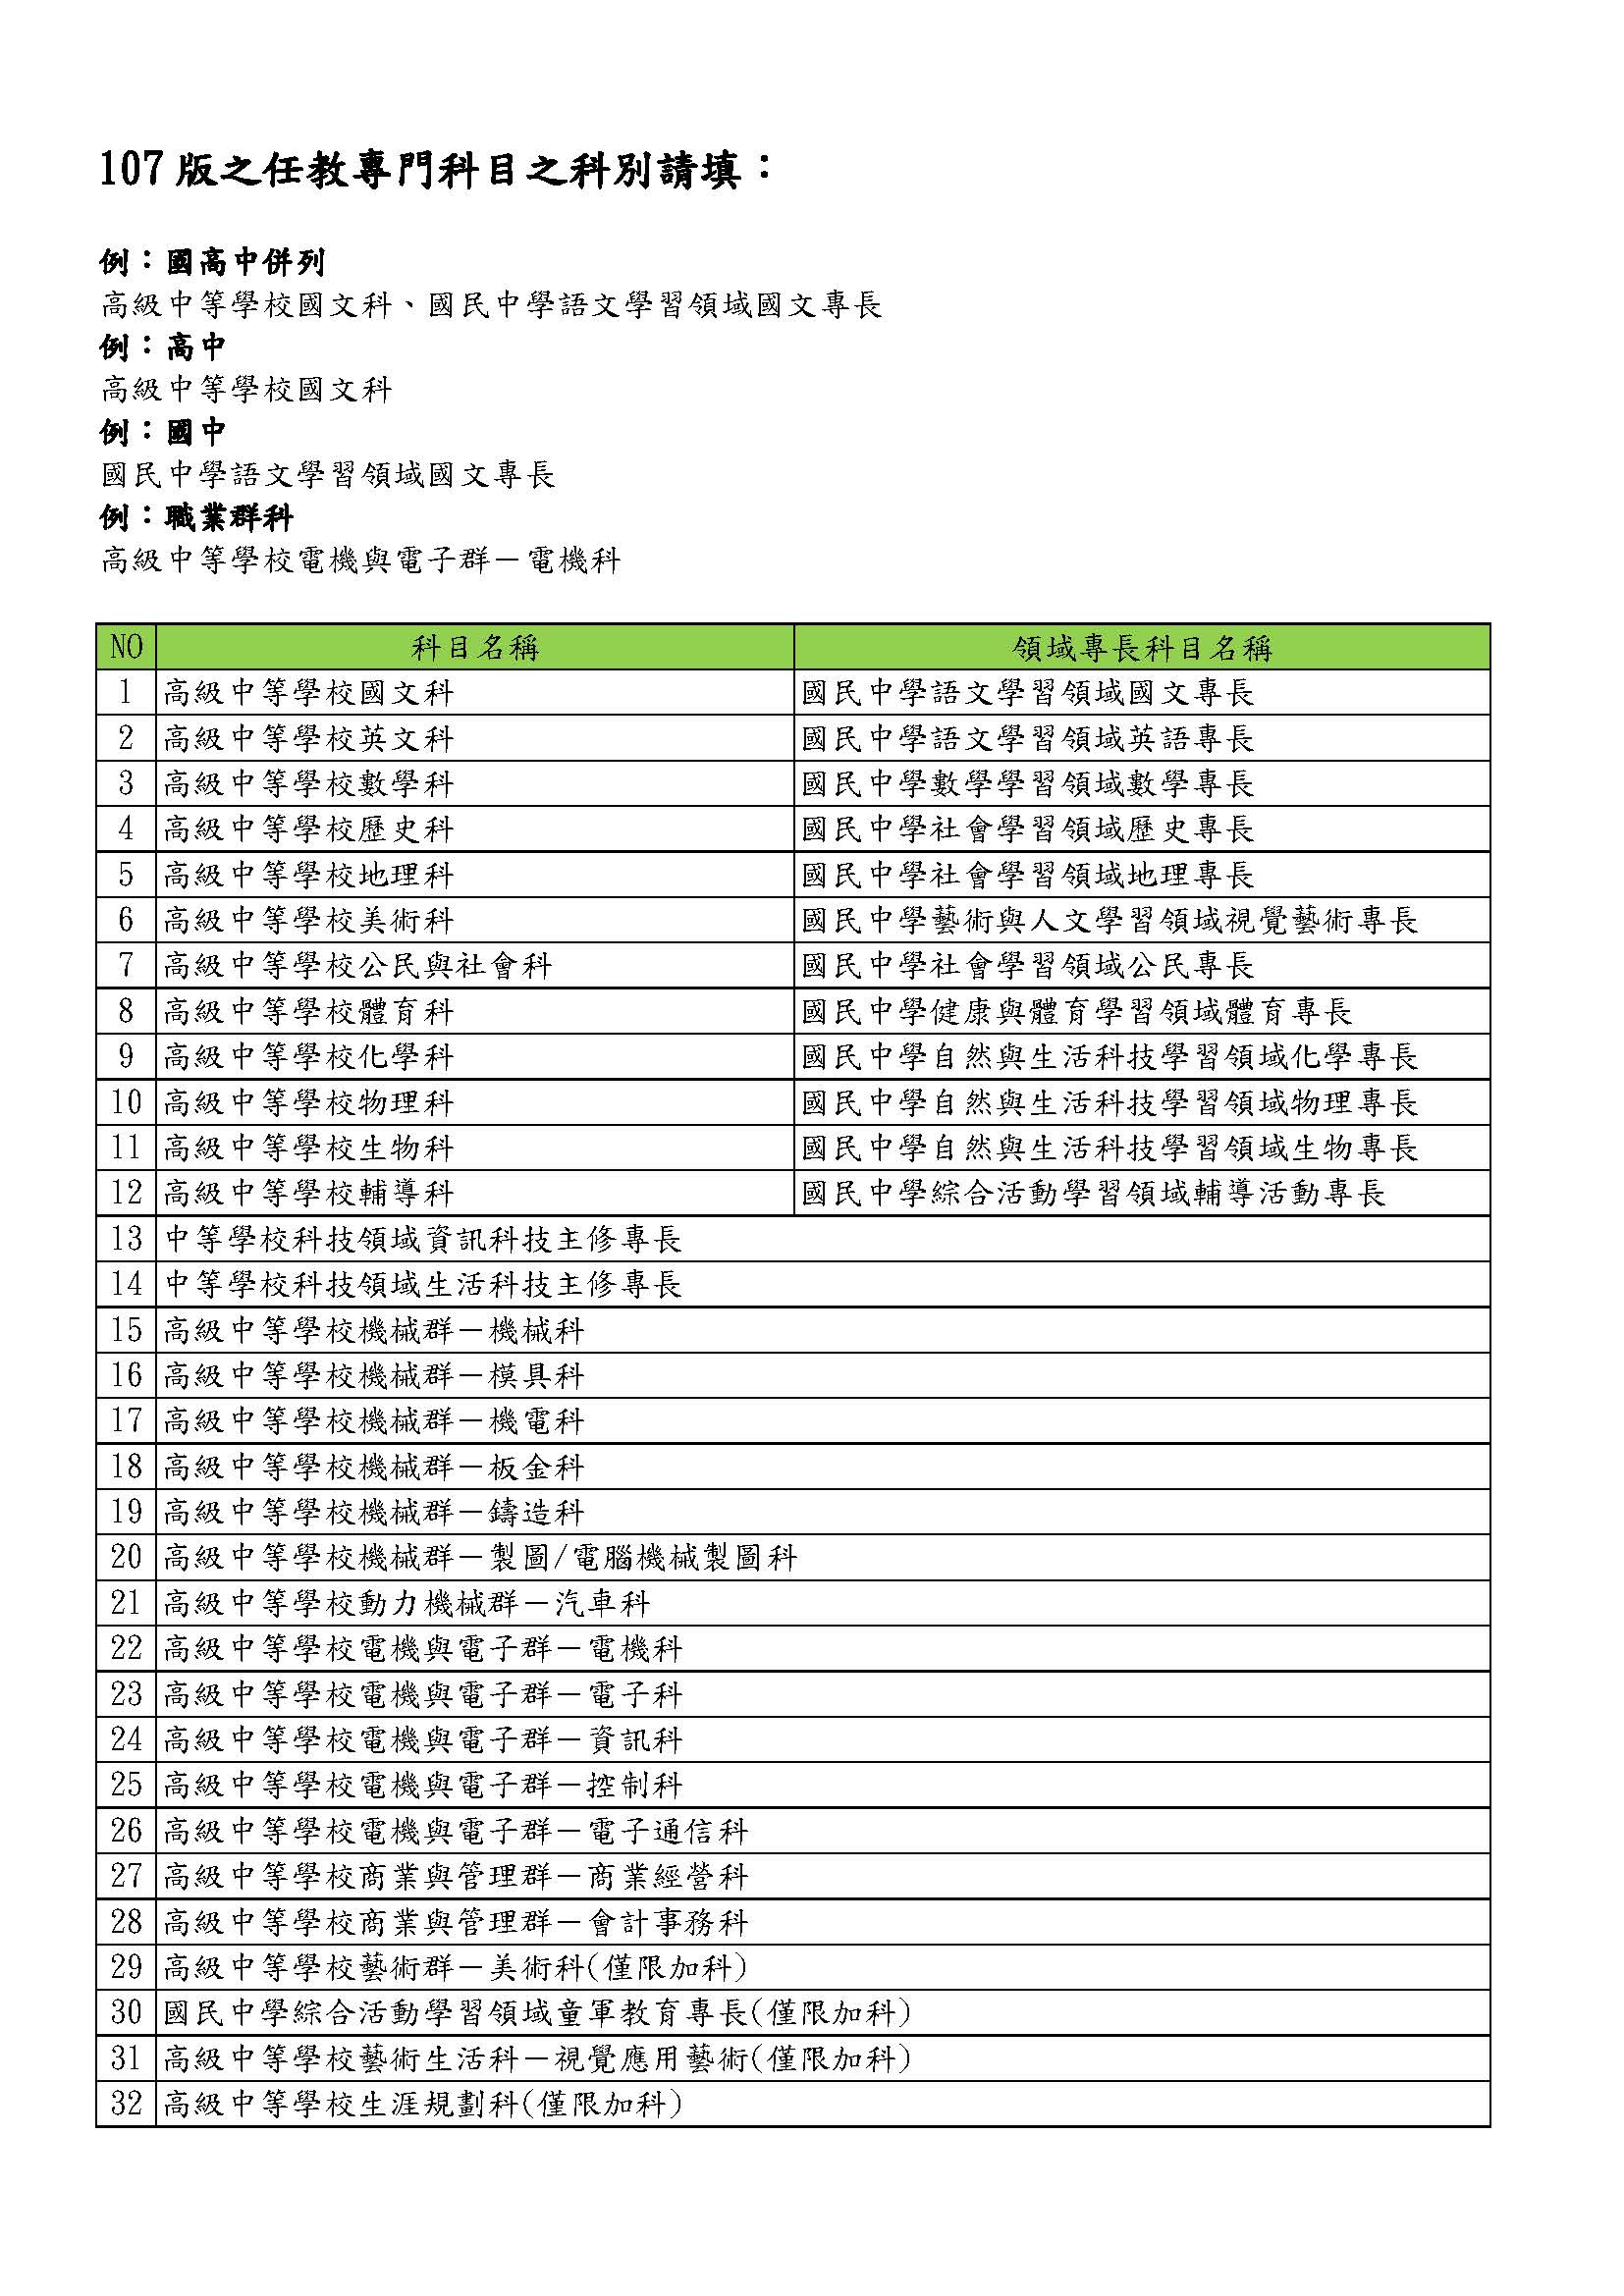 107版之任教專門科目之科別請填：
例：國高中併列
高級中等學校國文科、國民中學語文學習領域國文專長
例：高中
高級中等學校國文科
例：國中
國民中學語文學習領域國文專長
例：職業群科
高級中等學校電機與電子群－電機科
NO 科目名稱 領域專長科目名稱
1 高級中等學校國文科 國民中學語文學習領域國文專長
2 高級中等學校英文科 國民中學語文學習領域英語專長
3 高級中等學校數學科 國民中學數學學習領域數學專長
4 高級中等學校歷史科 國民中學社會學習領域歷史專長
5 高級中等學校地理科 國民中學社會學習領域地理專長
6 高級中等學校美術科 國民中學藝術與人文學習領域視覺藝術專長
7 高級中等學校公民與社會科 國民中學社會學習領域公民專長
8 高級中等學校體育科 國民中學健康與體育學習領域體育專長
9 高級中等學校化學科 國民中學自然與生活科技學習領域化學專長
10 高級中等學校物理科 國民中學自然與生活科技學習領域物理專長
11 高級中等學校生物科 國民中學自然與生活科技學習領域生物專長
12 高級中等學校輔導科 國民中學綜合活動學習領域輔導活動專長
13 中等學校科技領域資訊科技主修專長
14 中等學校科技領域生活科技主修專長
15 高級中等學校機械群－機械科
16 高級中等學校機械群－模具科
17 高級中等學校機械群－機電科
18 高級中等學校機械群－板金科
19 高級中等學校機械群－鑄造科
20 高級中等學校機械群－製圖/電腦機械製圖科
21 高級中等學校動力機械群－汽車科
22 高級中等學校電機與電子群－電機科
23 高級中等學校電機與電子群－電子科
24 高級中等學校電機與電子群－資訊科
25 高級中等學校電機與電子群－控制科
26 高級中等學校電機與電子群－電子通信科
27 高級中等學校商業與管理群－商業經營科
28 高級中等學校商業與管理群－會計事務科
29 高級中等學校藝術群－美術科(僅限加科)
30 國民中學綜合活動學習領域童軍教育專長(僅限加科)
31 高級中等學校藝術生活科－視覺應用藝術(僅限加科)
32 高級中等學校生涯規劃科(僅限加科)